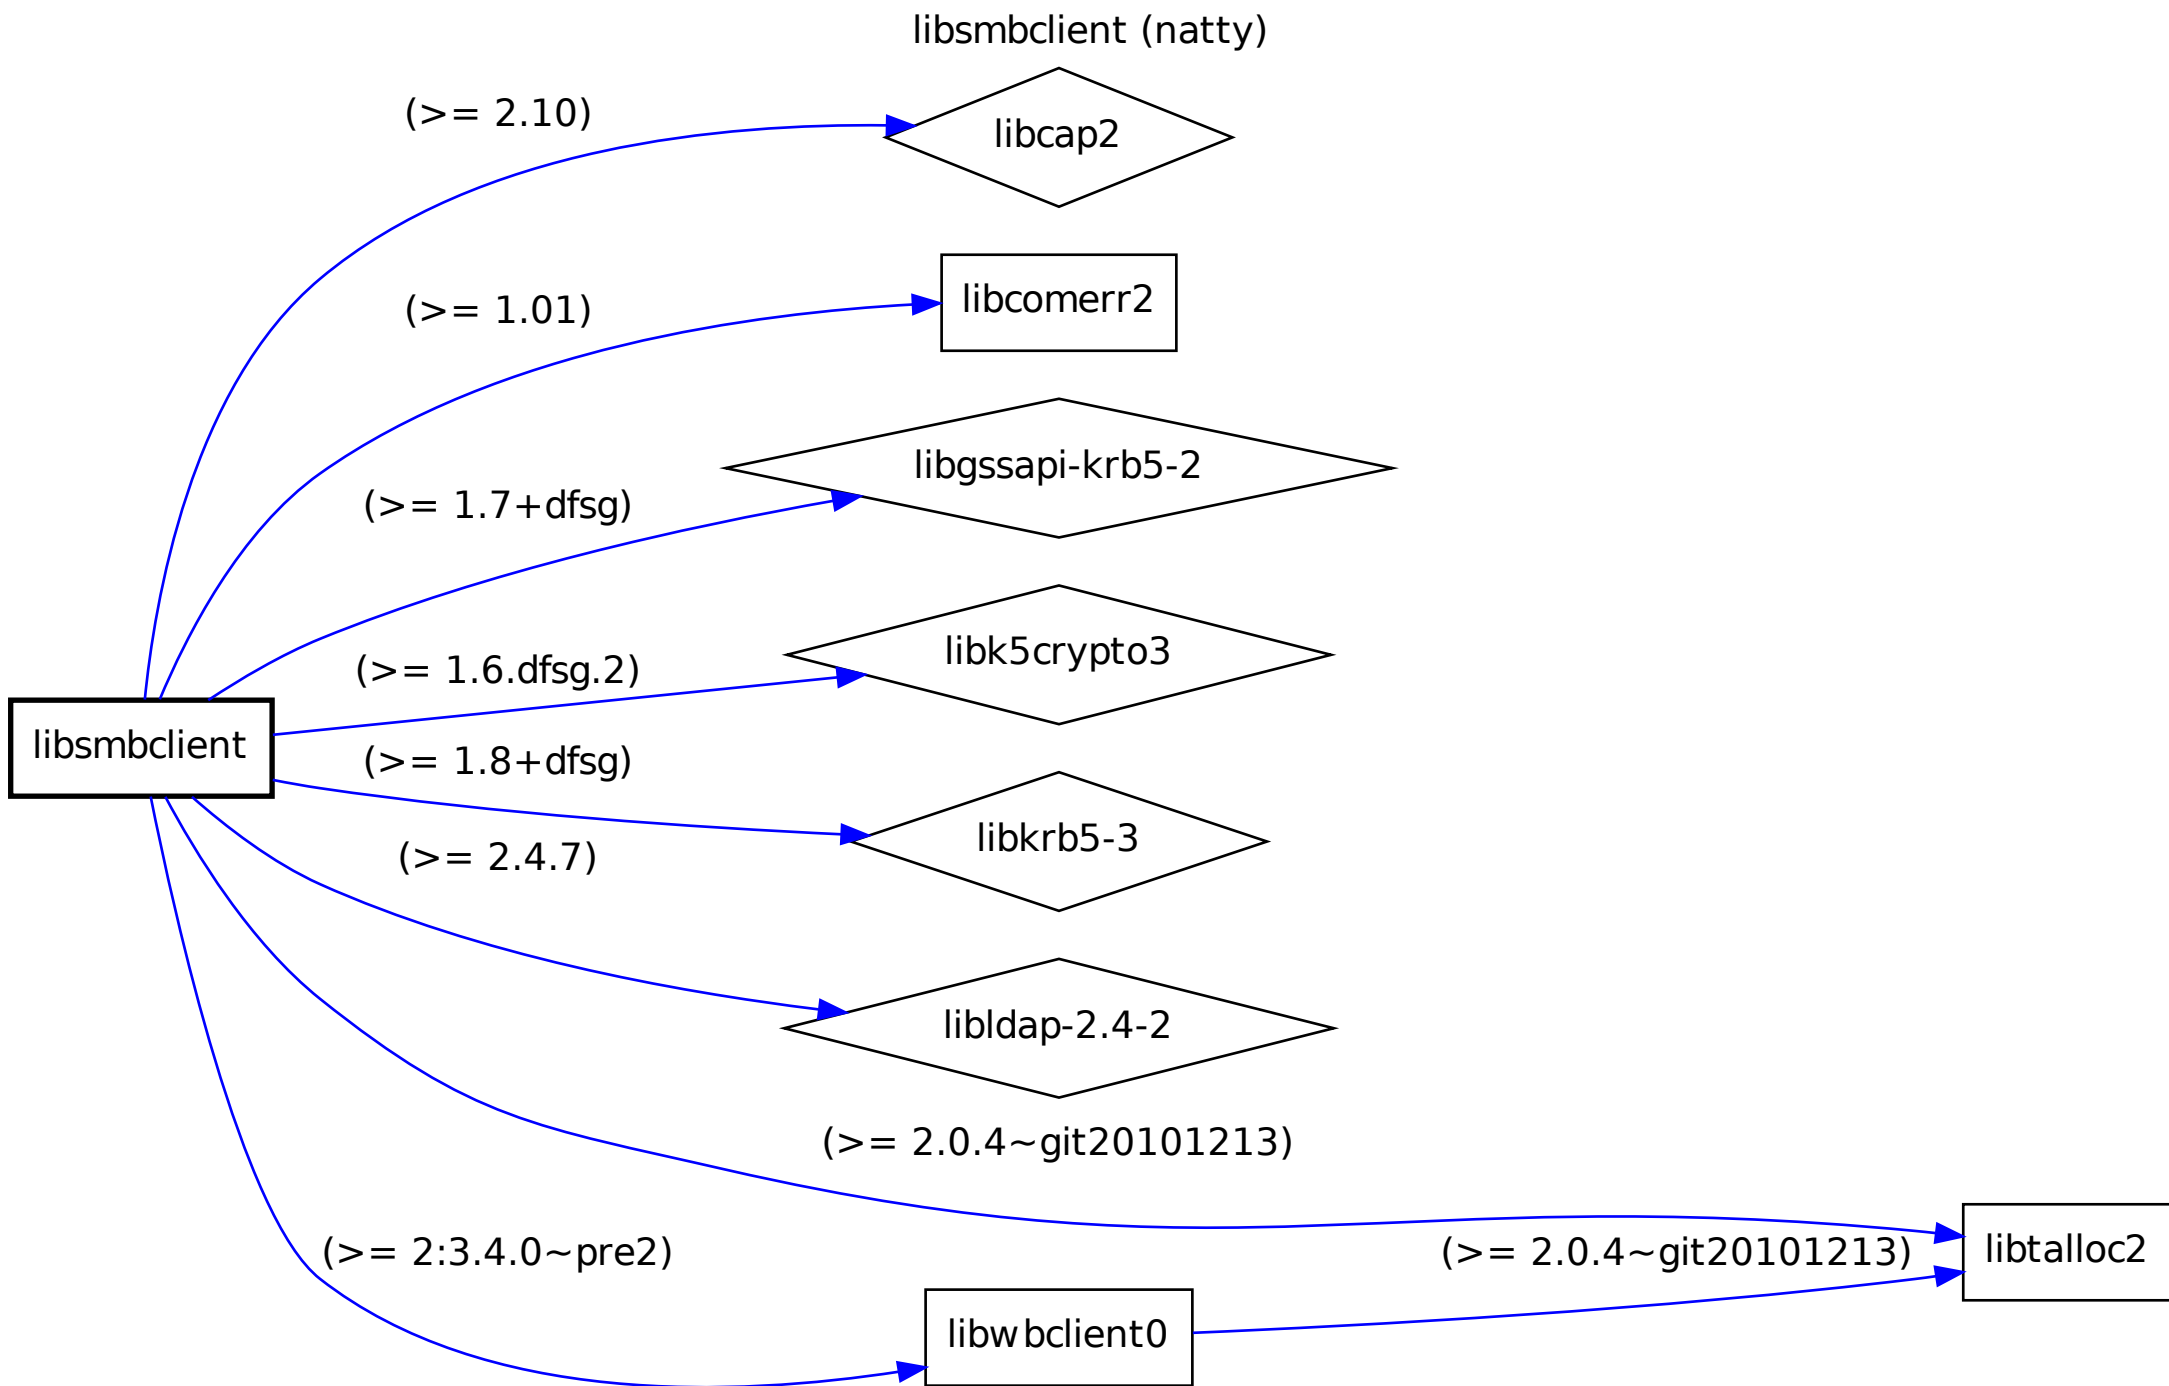 libsmbclient (natty)
(>= 2.10)
libcap2
(>= 1.01)
libcomerr2
(>= 1.7+dfsg)
libgssapi-krb5-2
(>= 1.6.dfsg.2)
libk5crypto3
libsmbclient
(>= 1.8+dfsg)
libkrb5-3
(>= 2.4.7)
libldap-2.4-2
(>= 2.0.4~git20101213)
(>= 2:3.4.0~pre2)
(>= 2.0.4~git20101213)
libtalloc2
libwbclient0